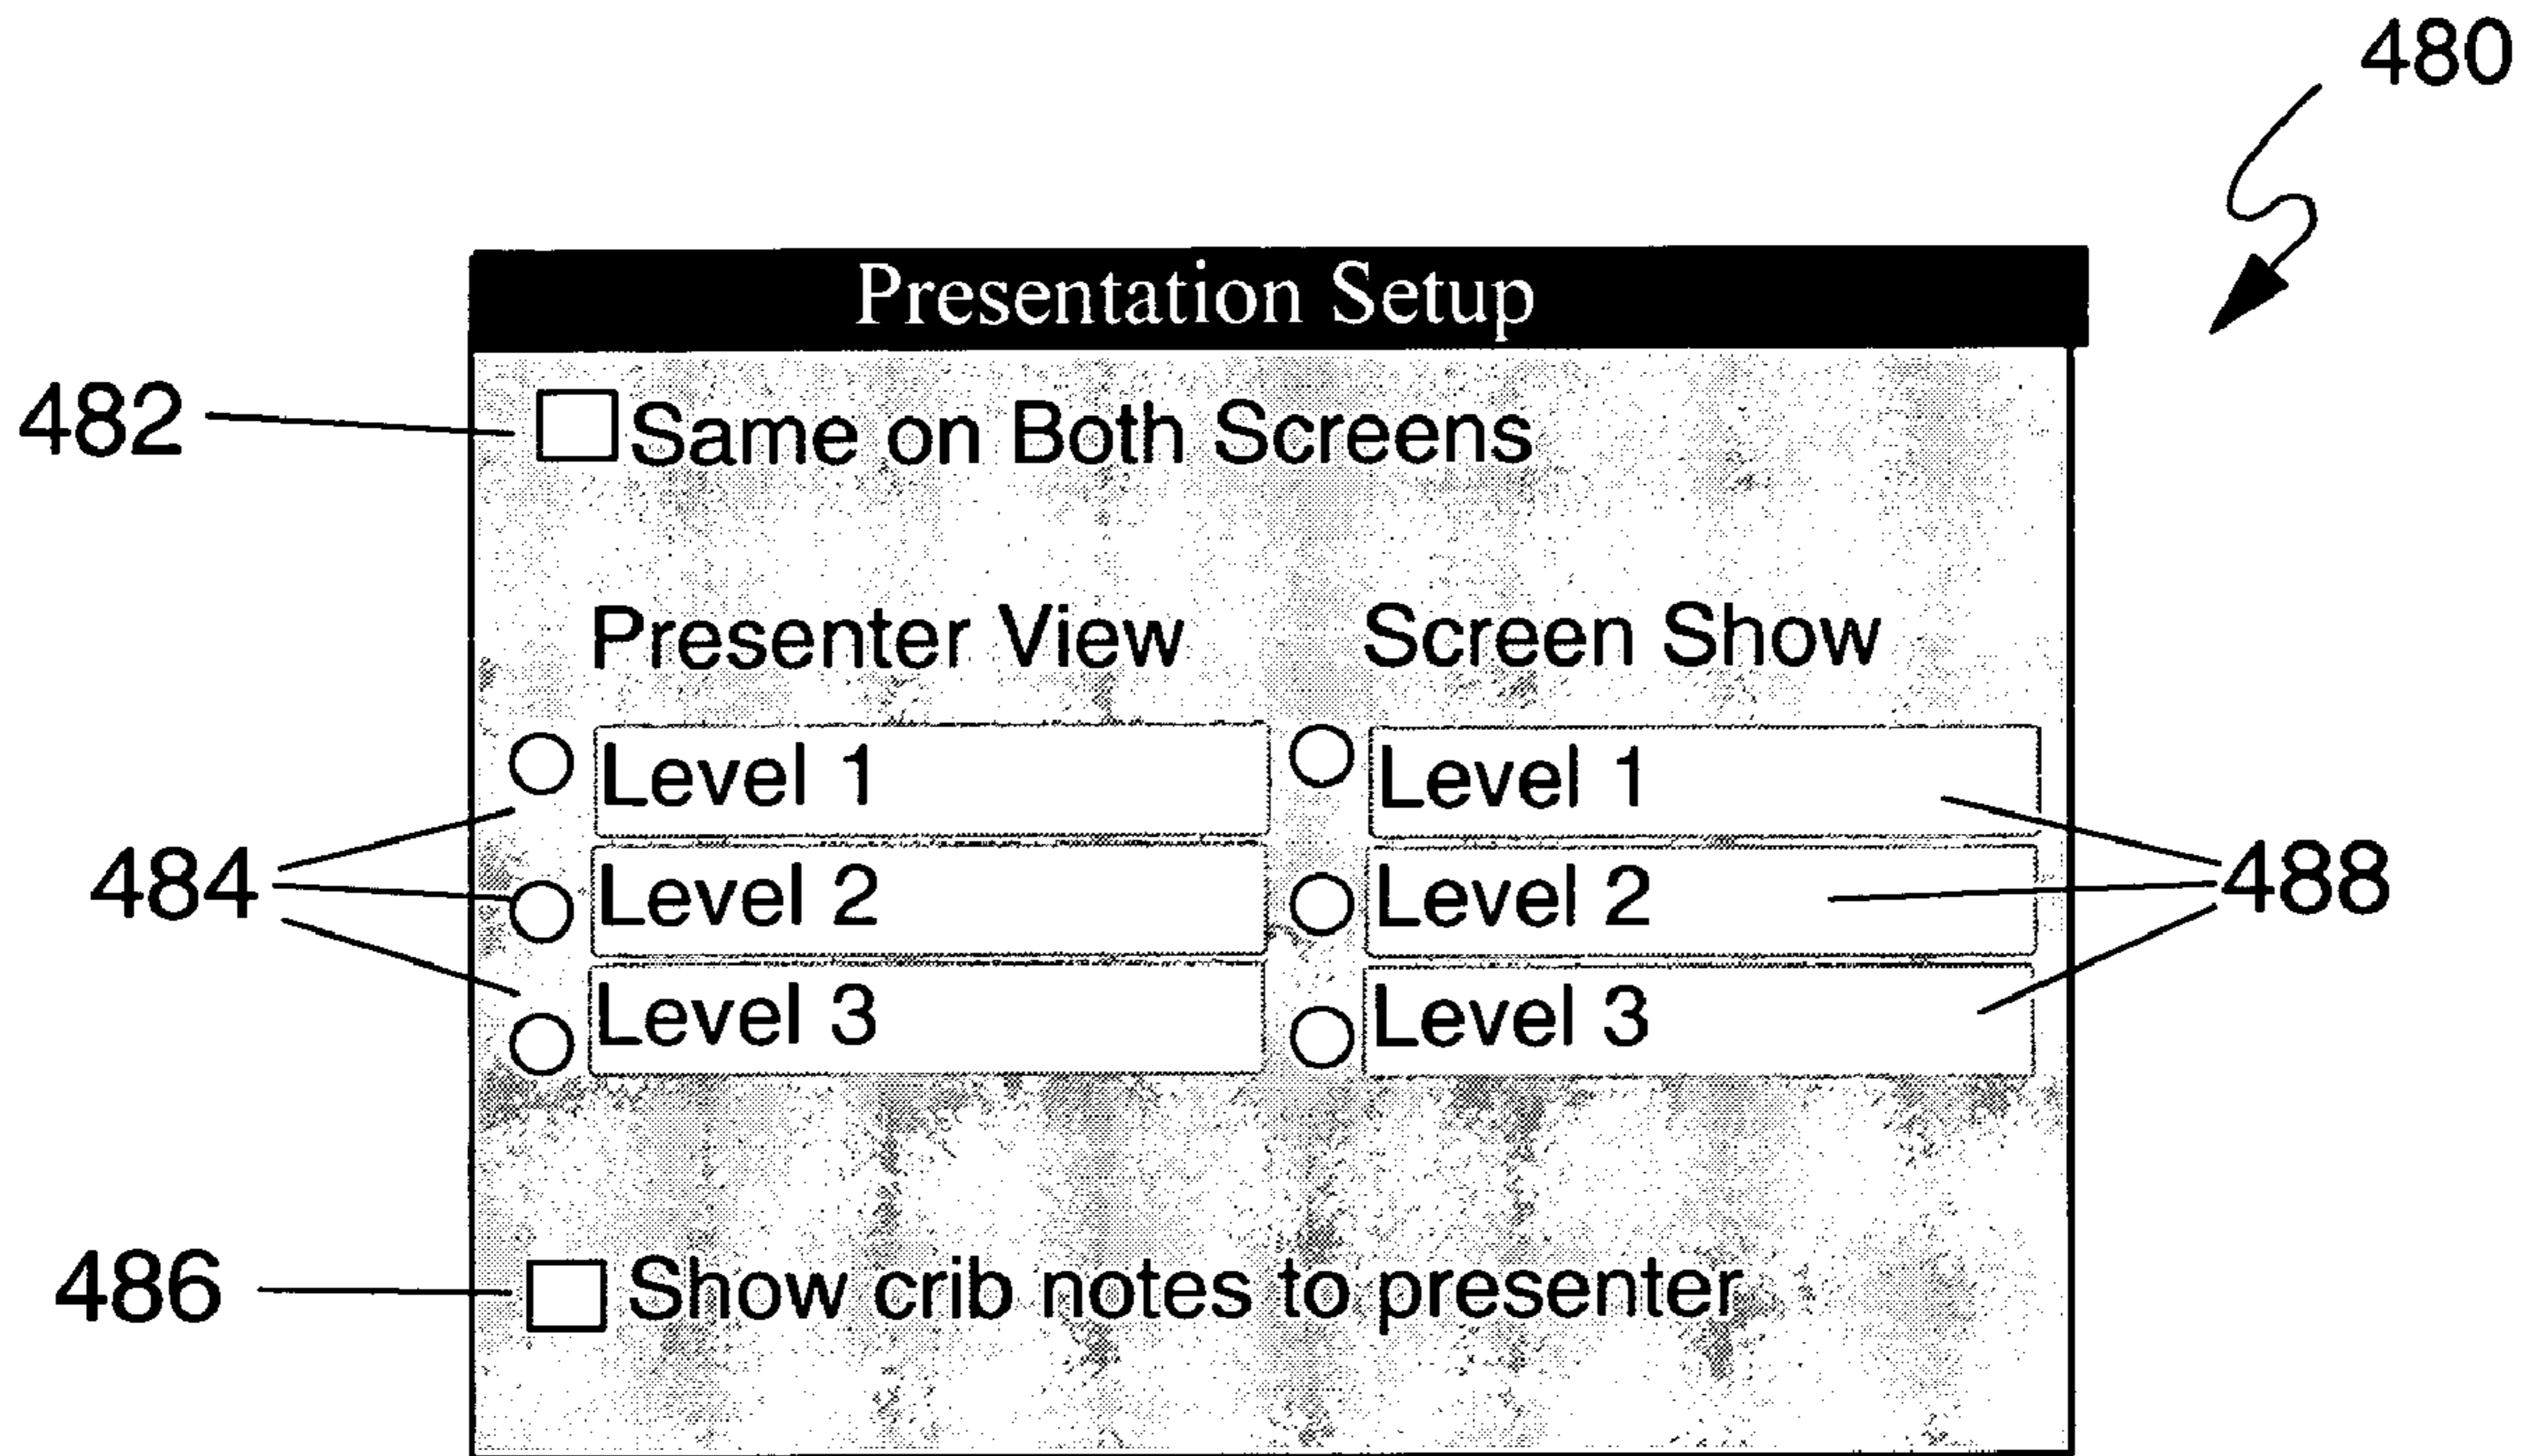 480
Presentation Setup
482
Same on Both Screens
Presenter View
Screen Show
Level 1
Level 1
484
Level 2
Level 2
488
Level 3
Level 3
486
Show crib notes to presenter